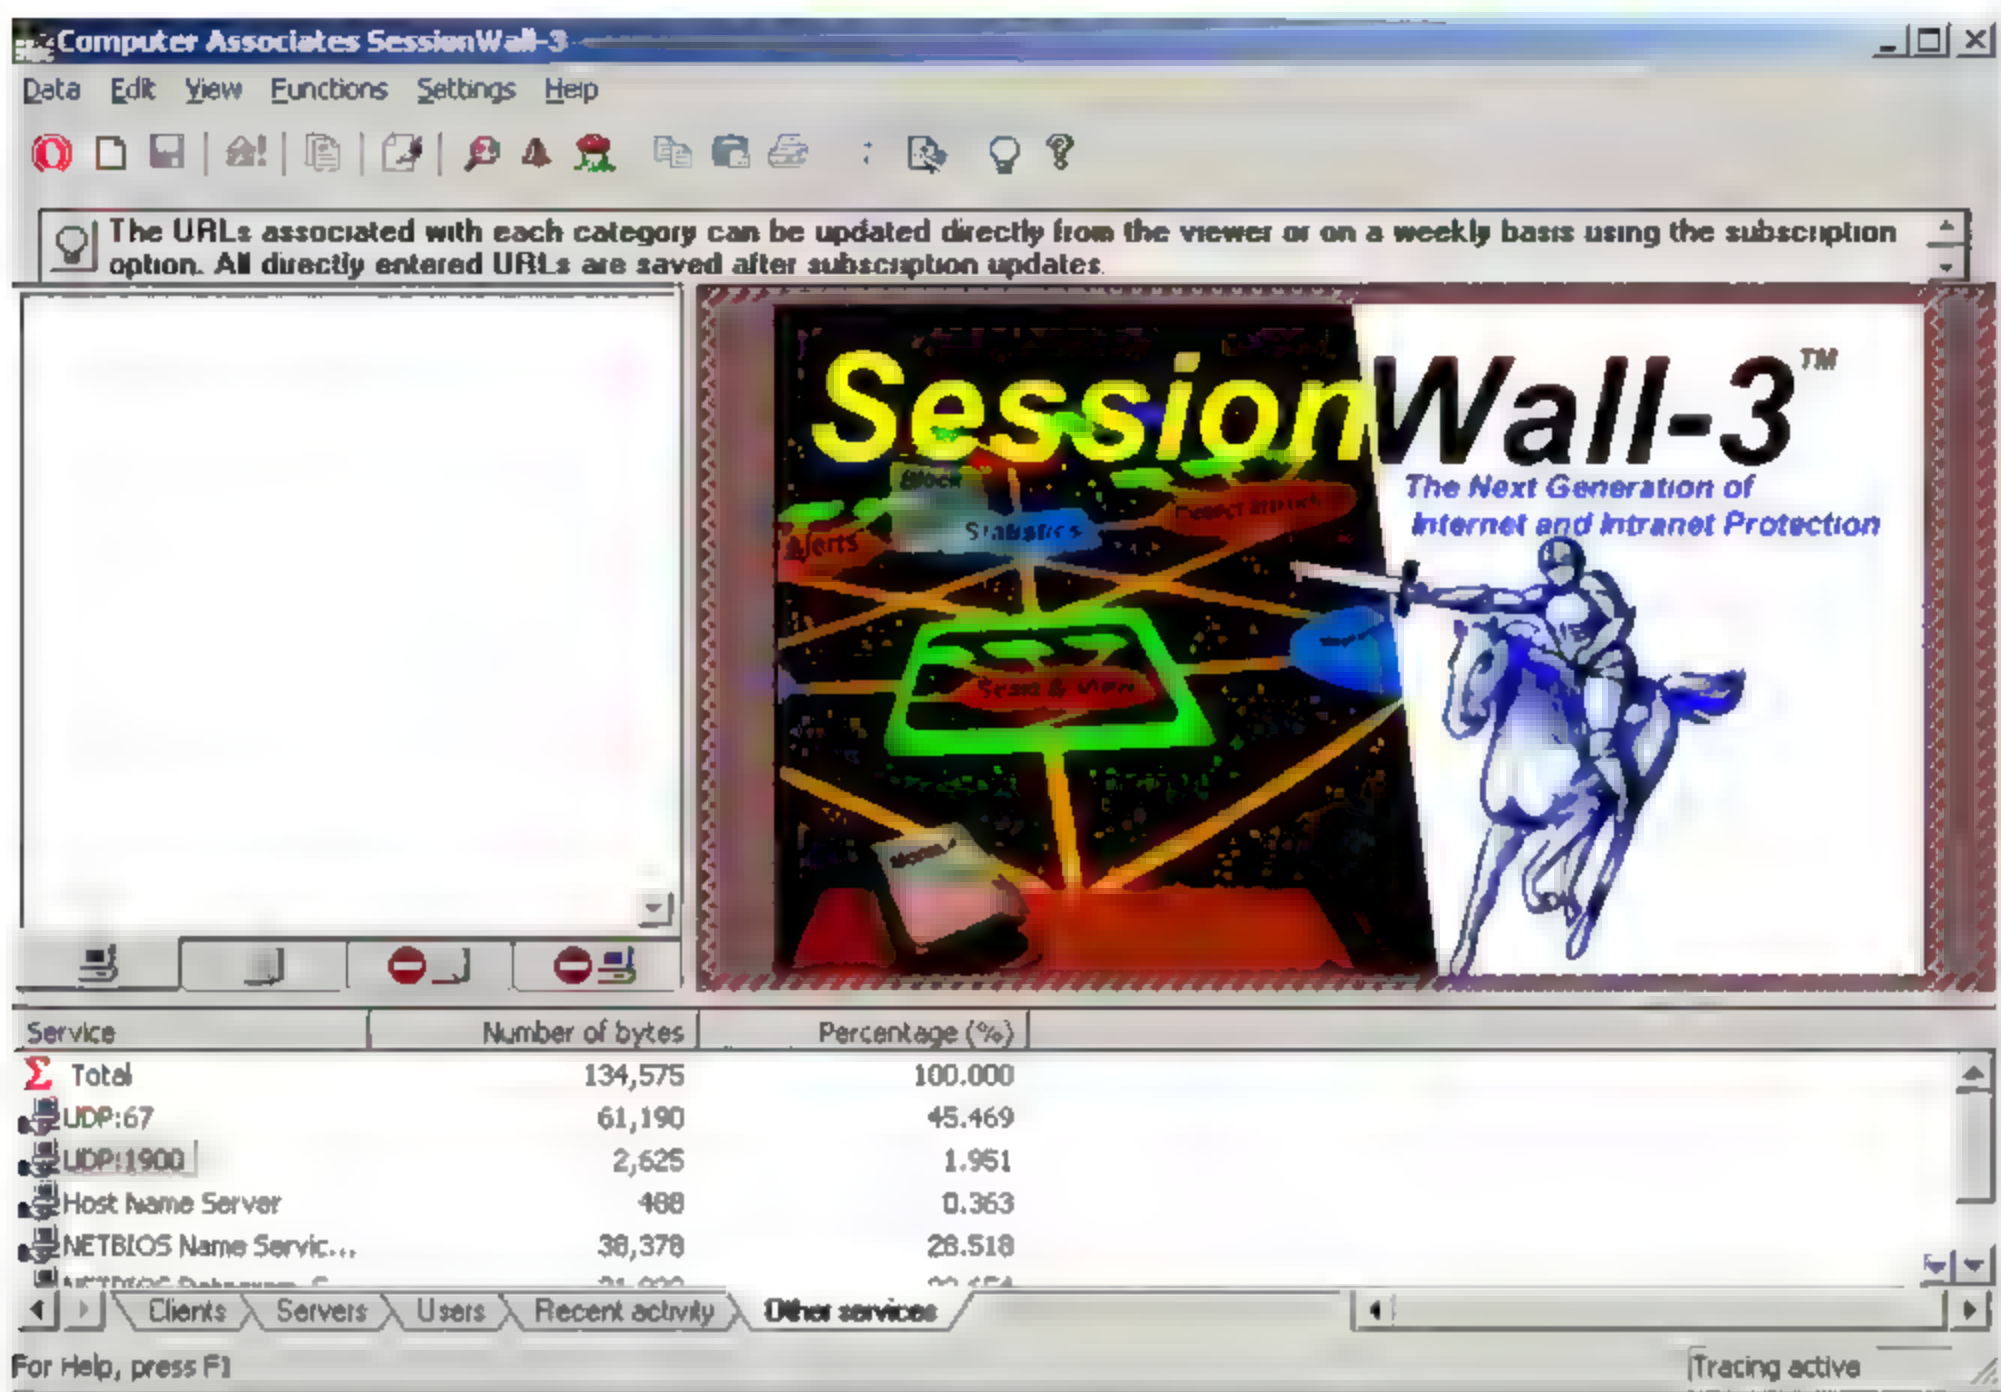 Computer Associates SessionWall-3
Data Edit View Functions Settings Help
The URLs associated with each category can be updated directly from the viewer or on a weekly basis using the subscription
option. All directly entered URLs are saved after subscription updates.
SessionWall-3™
The Next Generation of
Internet and Intranet Protection
Block
Statistics
Alerts
Scan & View
Service Number of bytes Percentage (%)
Total 134,575 100.000
UDP:67 61,190 45.469
UDP:1900 2,625 1.951
Host Name Server 488 0.363
NETBIOS Name Servic... 38,378 28.518
Clients Servers Users Recent activity Other services
For Help, press F1
Tracing active